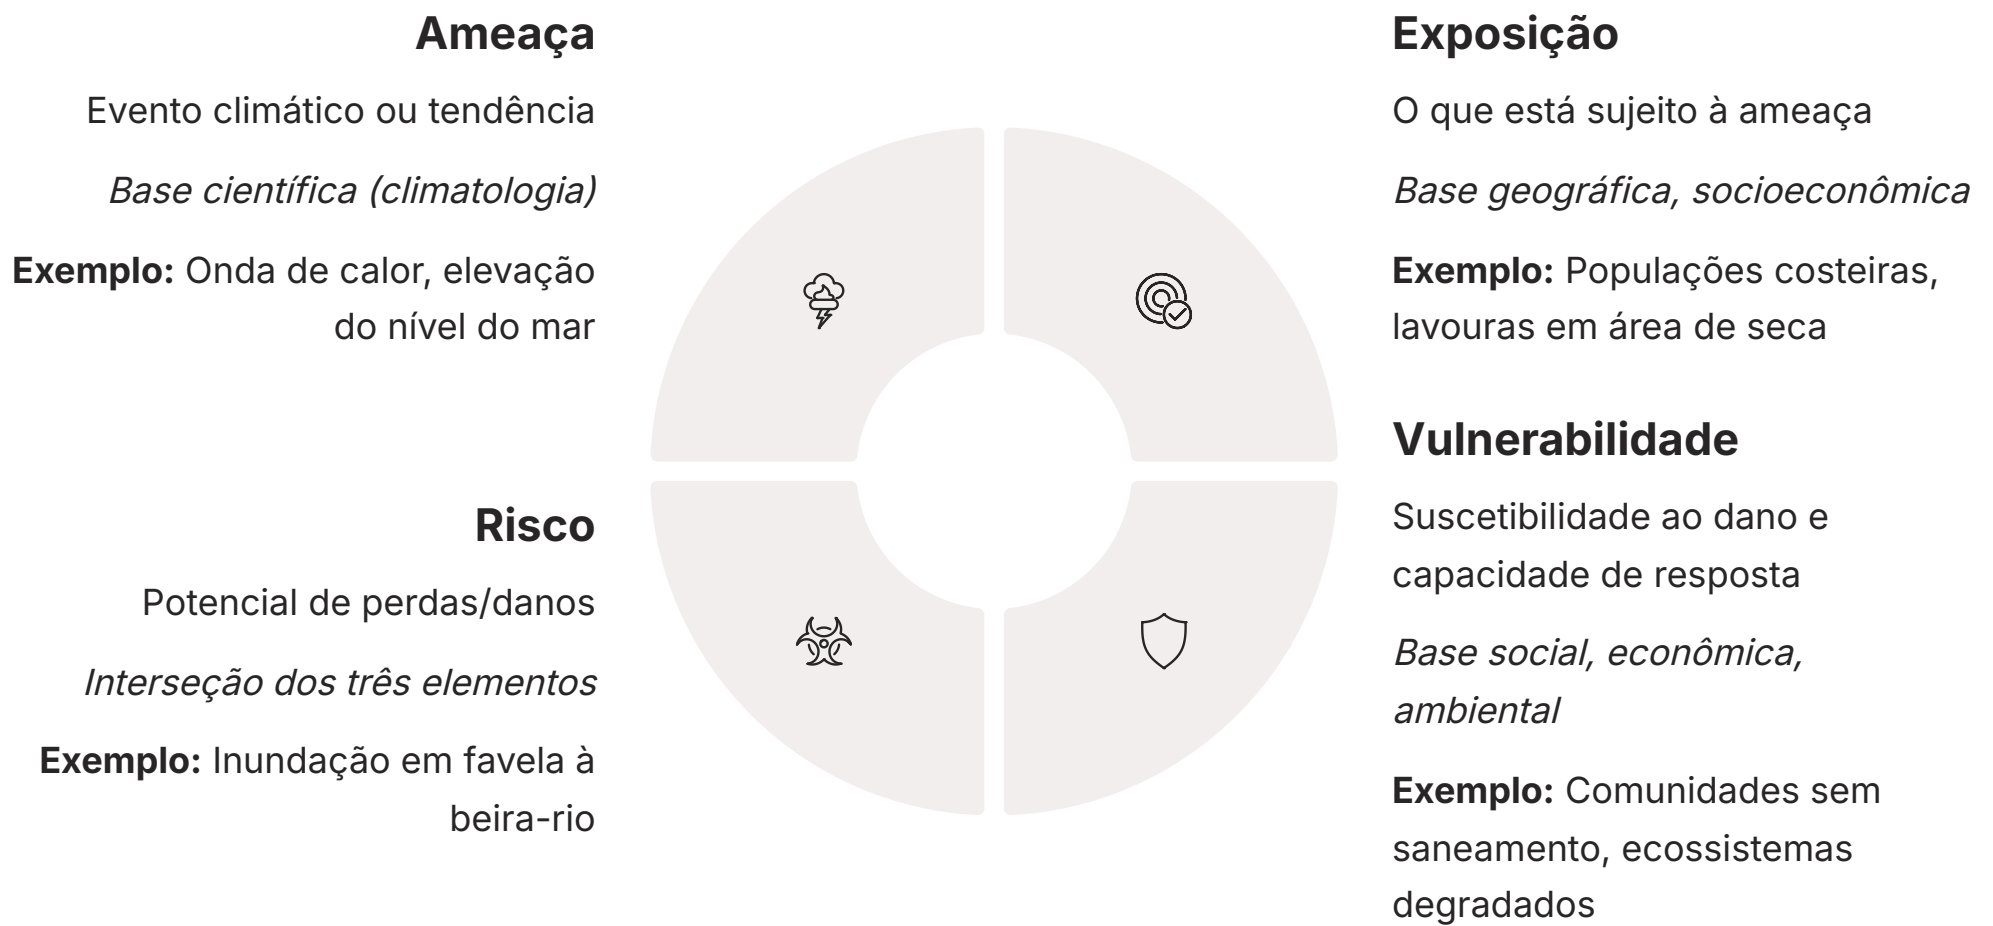 Ameaça
Evento climático ou tendência
Base científica (climatologia)
Exemplo: Onda de calor, elevação
do nível do mar
Exposição
O que está sujeito à ameaça
Base geográfica, socioeconômica
Exemplo: Populações costeiras,
lavouras em área de seca
Risco
Potencial de perdas/danos
Interseção dos três elementos
Exemplo: Inundação em favela à
beira-rio
Vulnerabilidade
Suscetibilidade ao dano e
capacidade de resposta
Base social, econômica,
ambiental
Exemplo: Comunidades sem
saneamento, ecossistemas
degradados